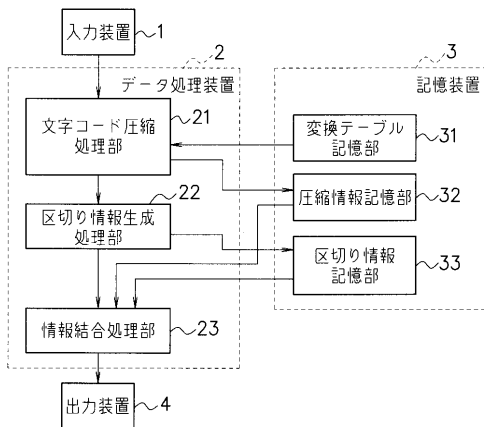 入力装置
1
2
3
データ処理装置
記憶装置
文字コード圧縮
処理部
21
変換テーブル
記憶部
31
22
圧縮情報記憶部
32
区切り情報生成
処理部
区切り情報
記憶部
33
情報結合処理部
23
出力装置
4